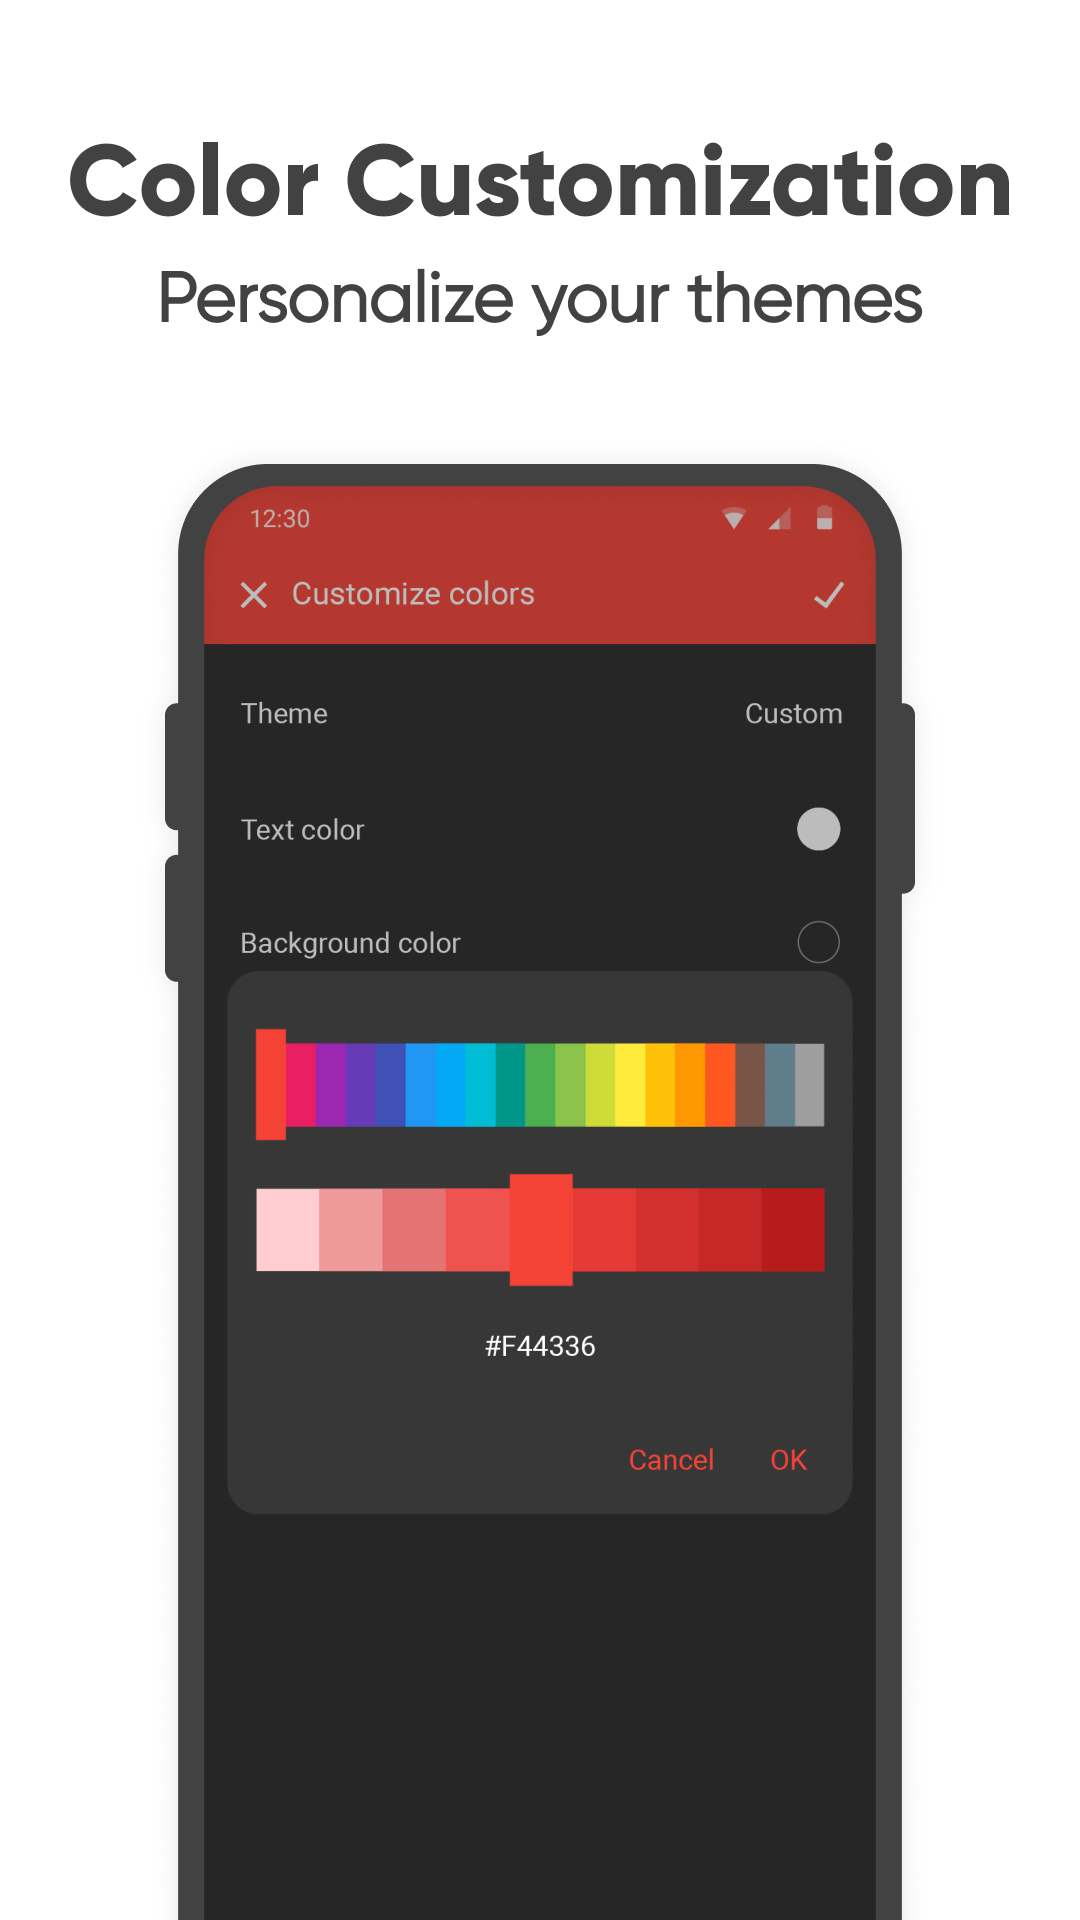 Color Customization
Personalize your themes
12:30
Customize colors
Theme Custom
Text color
Background color
#F44336
Cancel OK